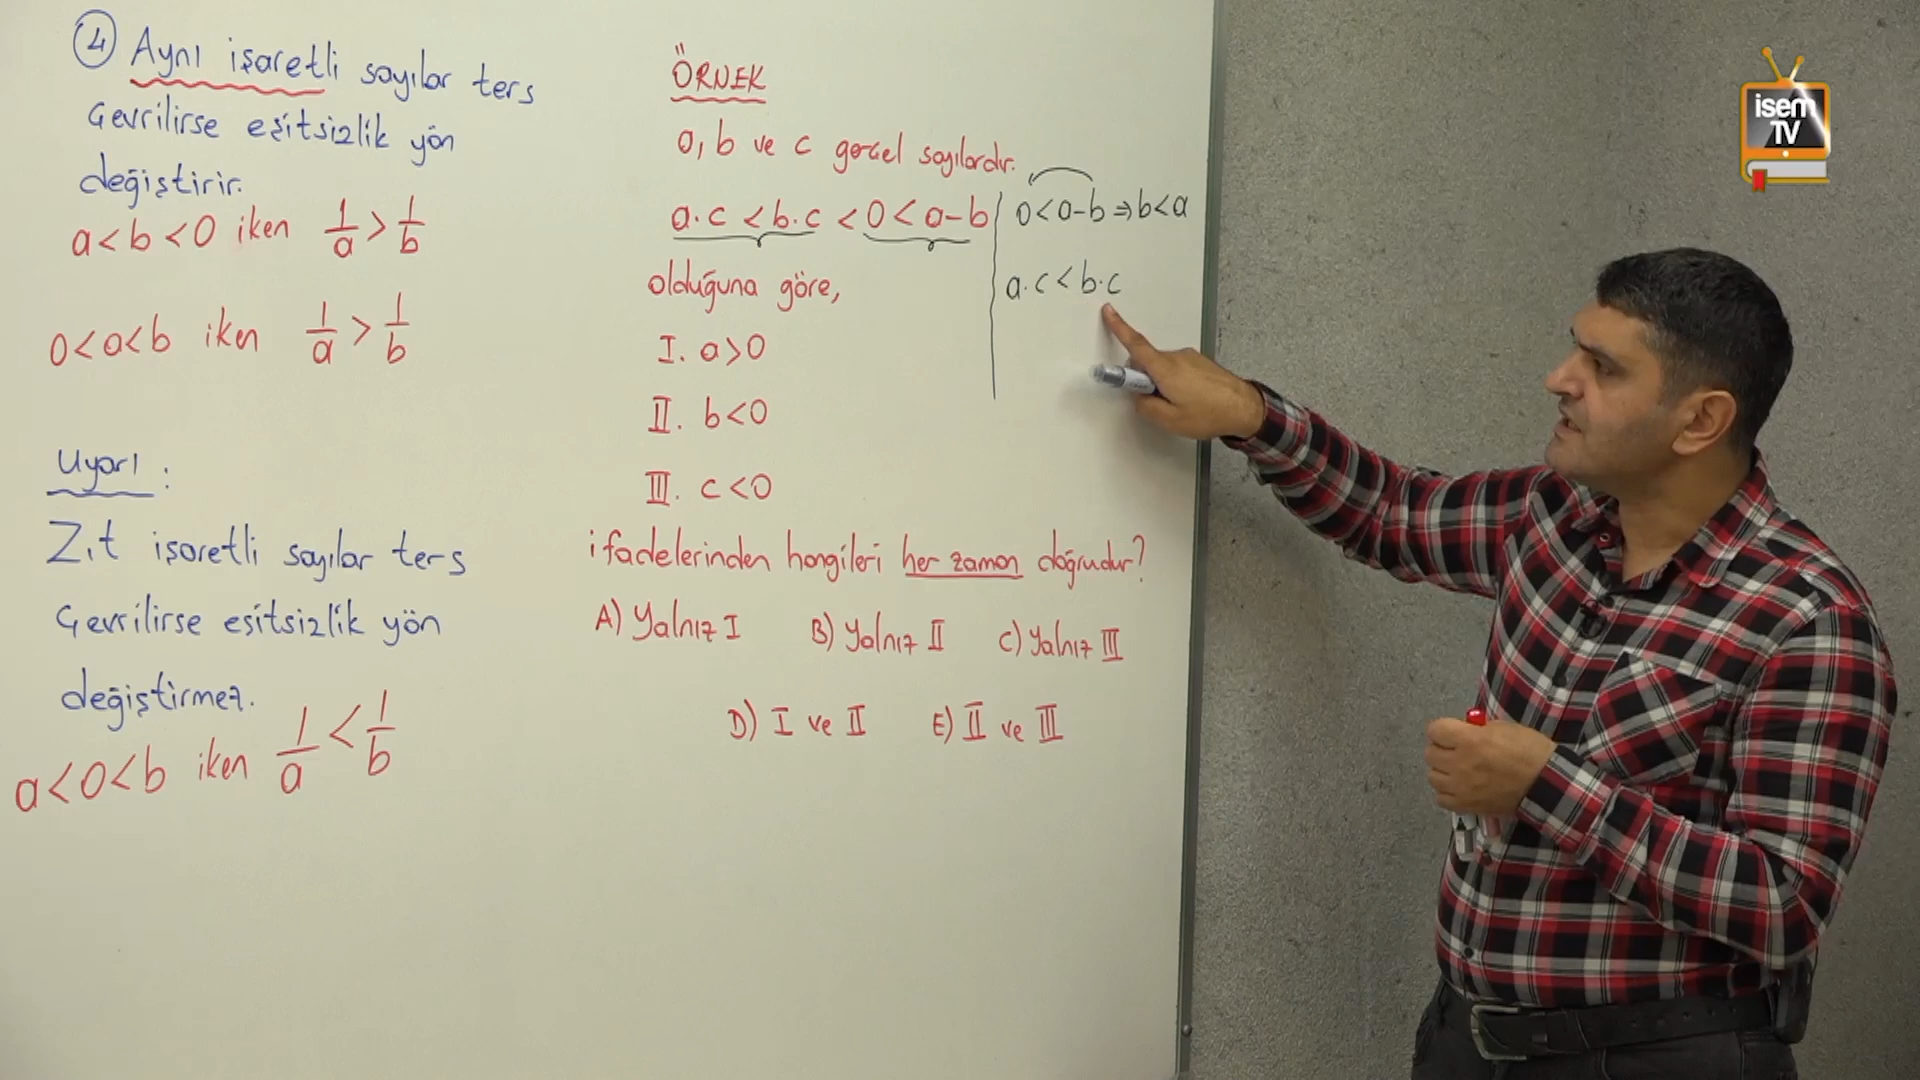 4 Aynı işaretli sayılar ters
Çevrilirse eşitsizlik yön
değiştirir.
a<b<0 iken 1/a > 1/b
0<a<b iken 1/a > 1/b
Uyarı :
Zıt işaretli sayılar ters
Çevrilirse eşitsizlik yön
değiştirmez.
a<0<b iken 1/a < 1/b
ÖRNEK
a, b ve c gerçel sayılardır.
a.c < b.c < 0 < a-b
olduğuna göre,
I. a>0
II. b<0
III. c<0
ifadelerinden hangileri her zaman doğrudur?
A) Yalnız I B) Yalnız II C) Yalnız III
D) I ve II E) II ve III
0<a-b ⇒ b<a
a.c < b.c
isem
TV